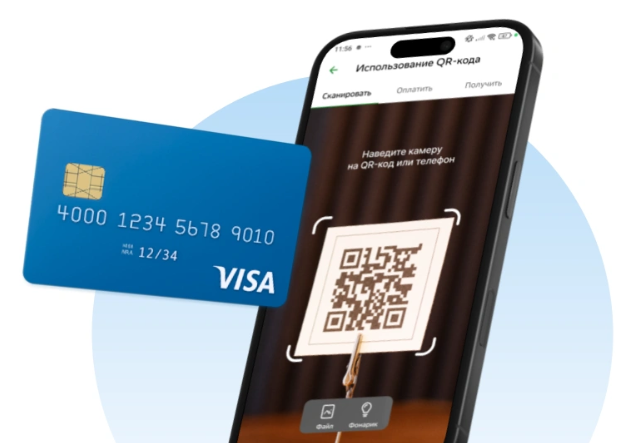 11:56
Использование QR-кода
Сканировать
Оплатить
Получить
Наведите камеру
на QR-код или телефон
4000 1234 5678 9010
12/34
VISA
Файл
Фонарик